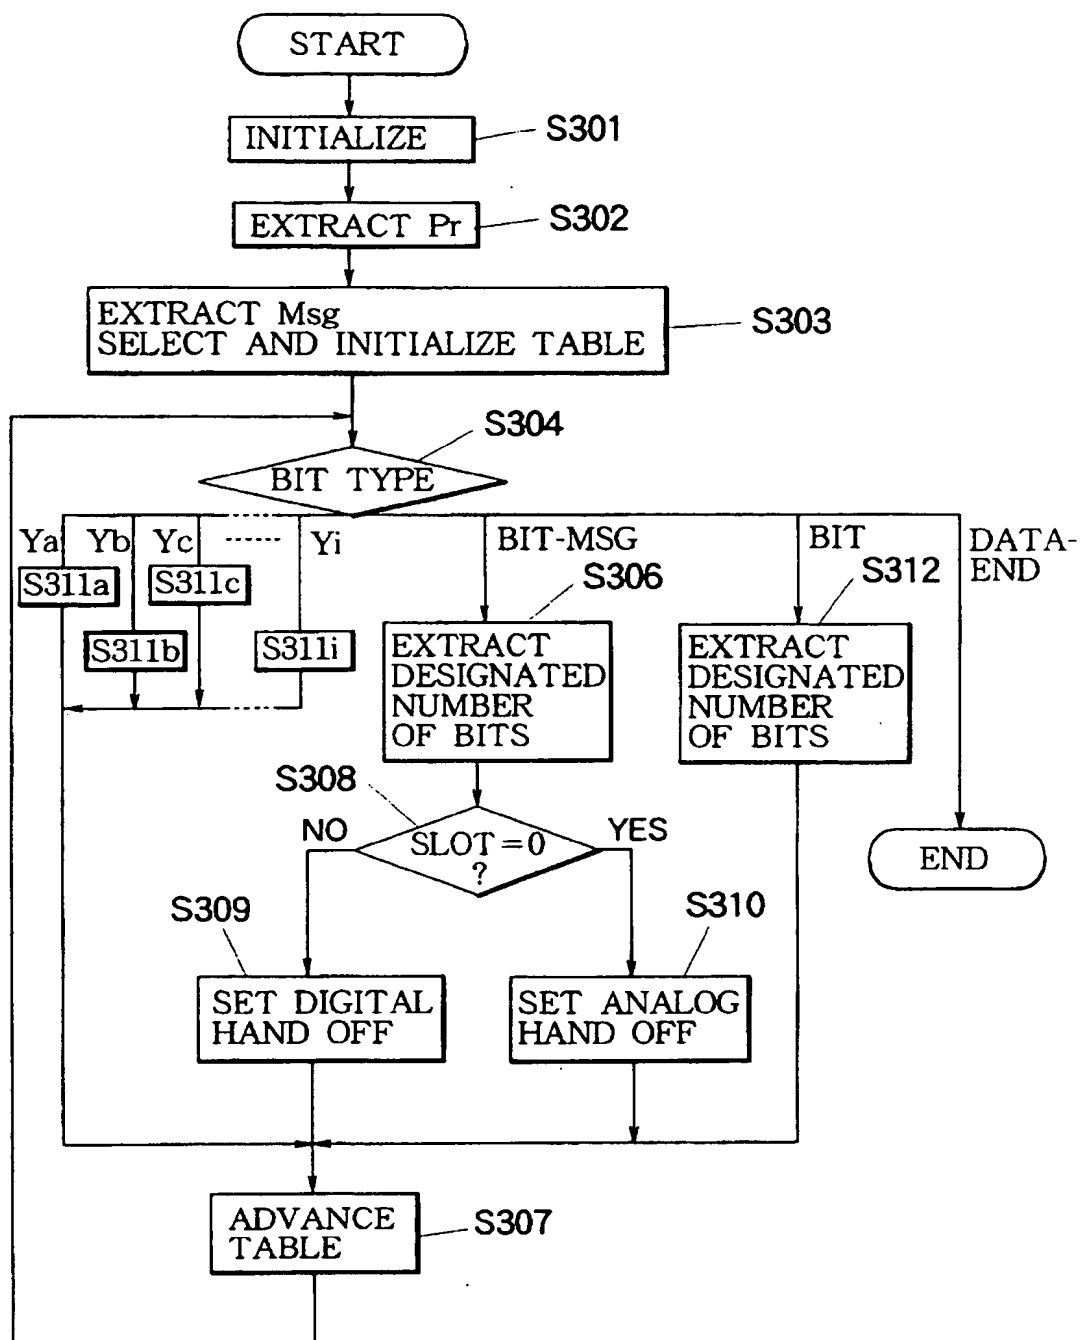 START
INITIALIZE
S301
EXTRACT Pr
S302
EXTRACT Msg
SELECT AND INITIALIZE TABLE
S303
S304
BIT TYPE
Ya
Yb
Yc
Yi
BIT-MSG
BIT
DATA-
END
S311a
S311b
S311c
S311i
S306
EXTRACT
DESIGNATED
NUMBER
OF BITS
S312
EXTRACT
DESIGNATED
NUMBER
OF BITS
S308
NO
SLOT=0
?
YES
END
S309
SET DIGITAL
HAND OFF
S310
SET ANALOG
HAND OFF
ADVANCE
TABLE
S307